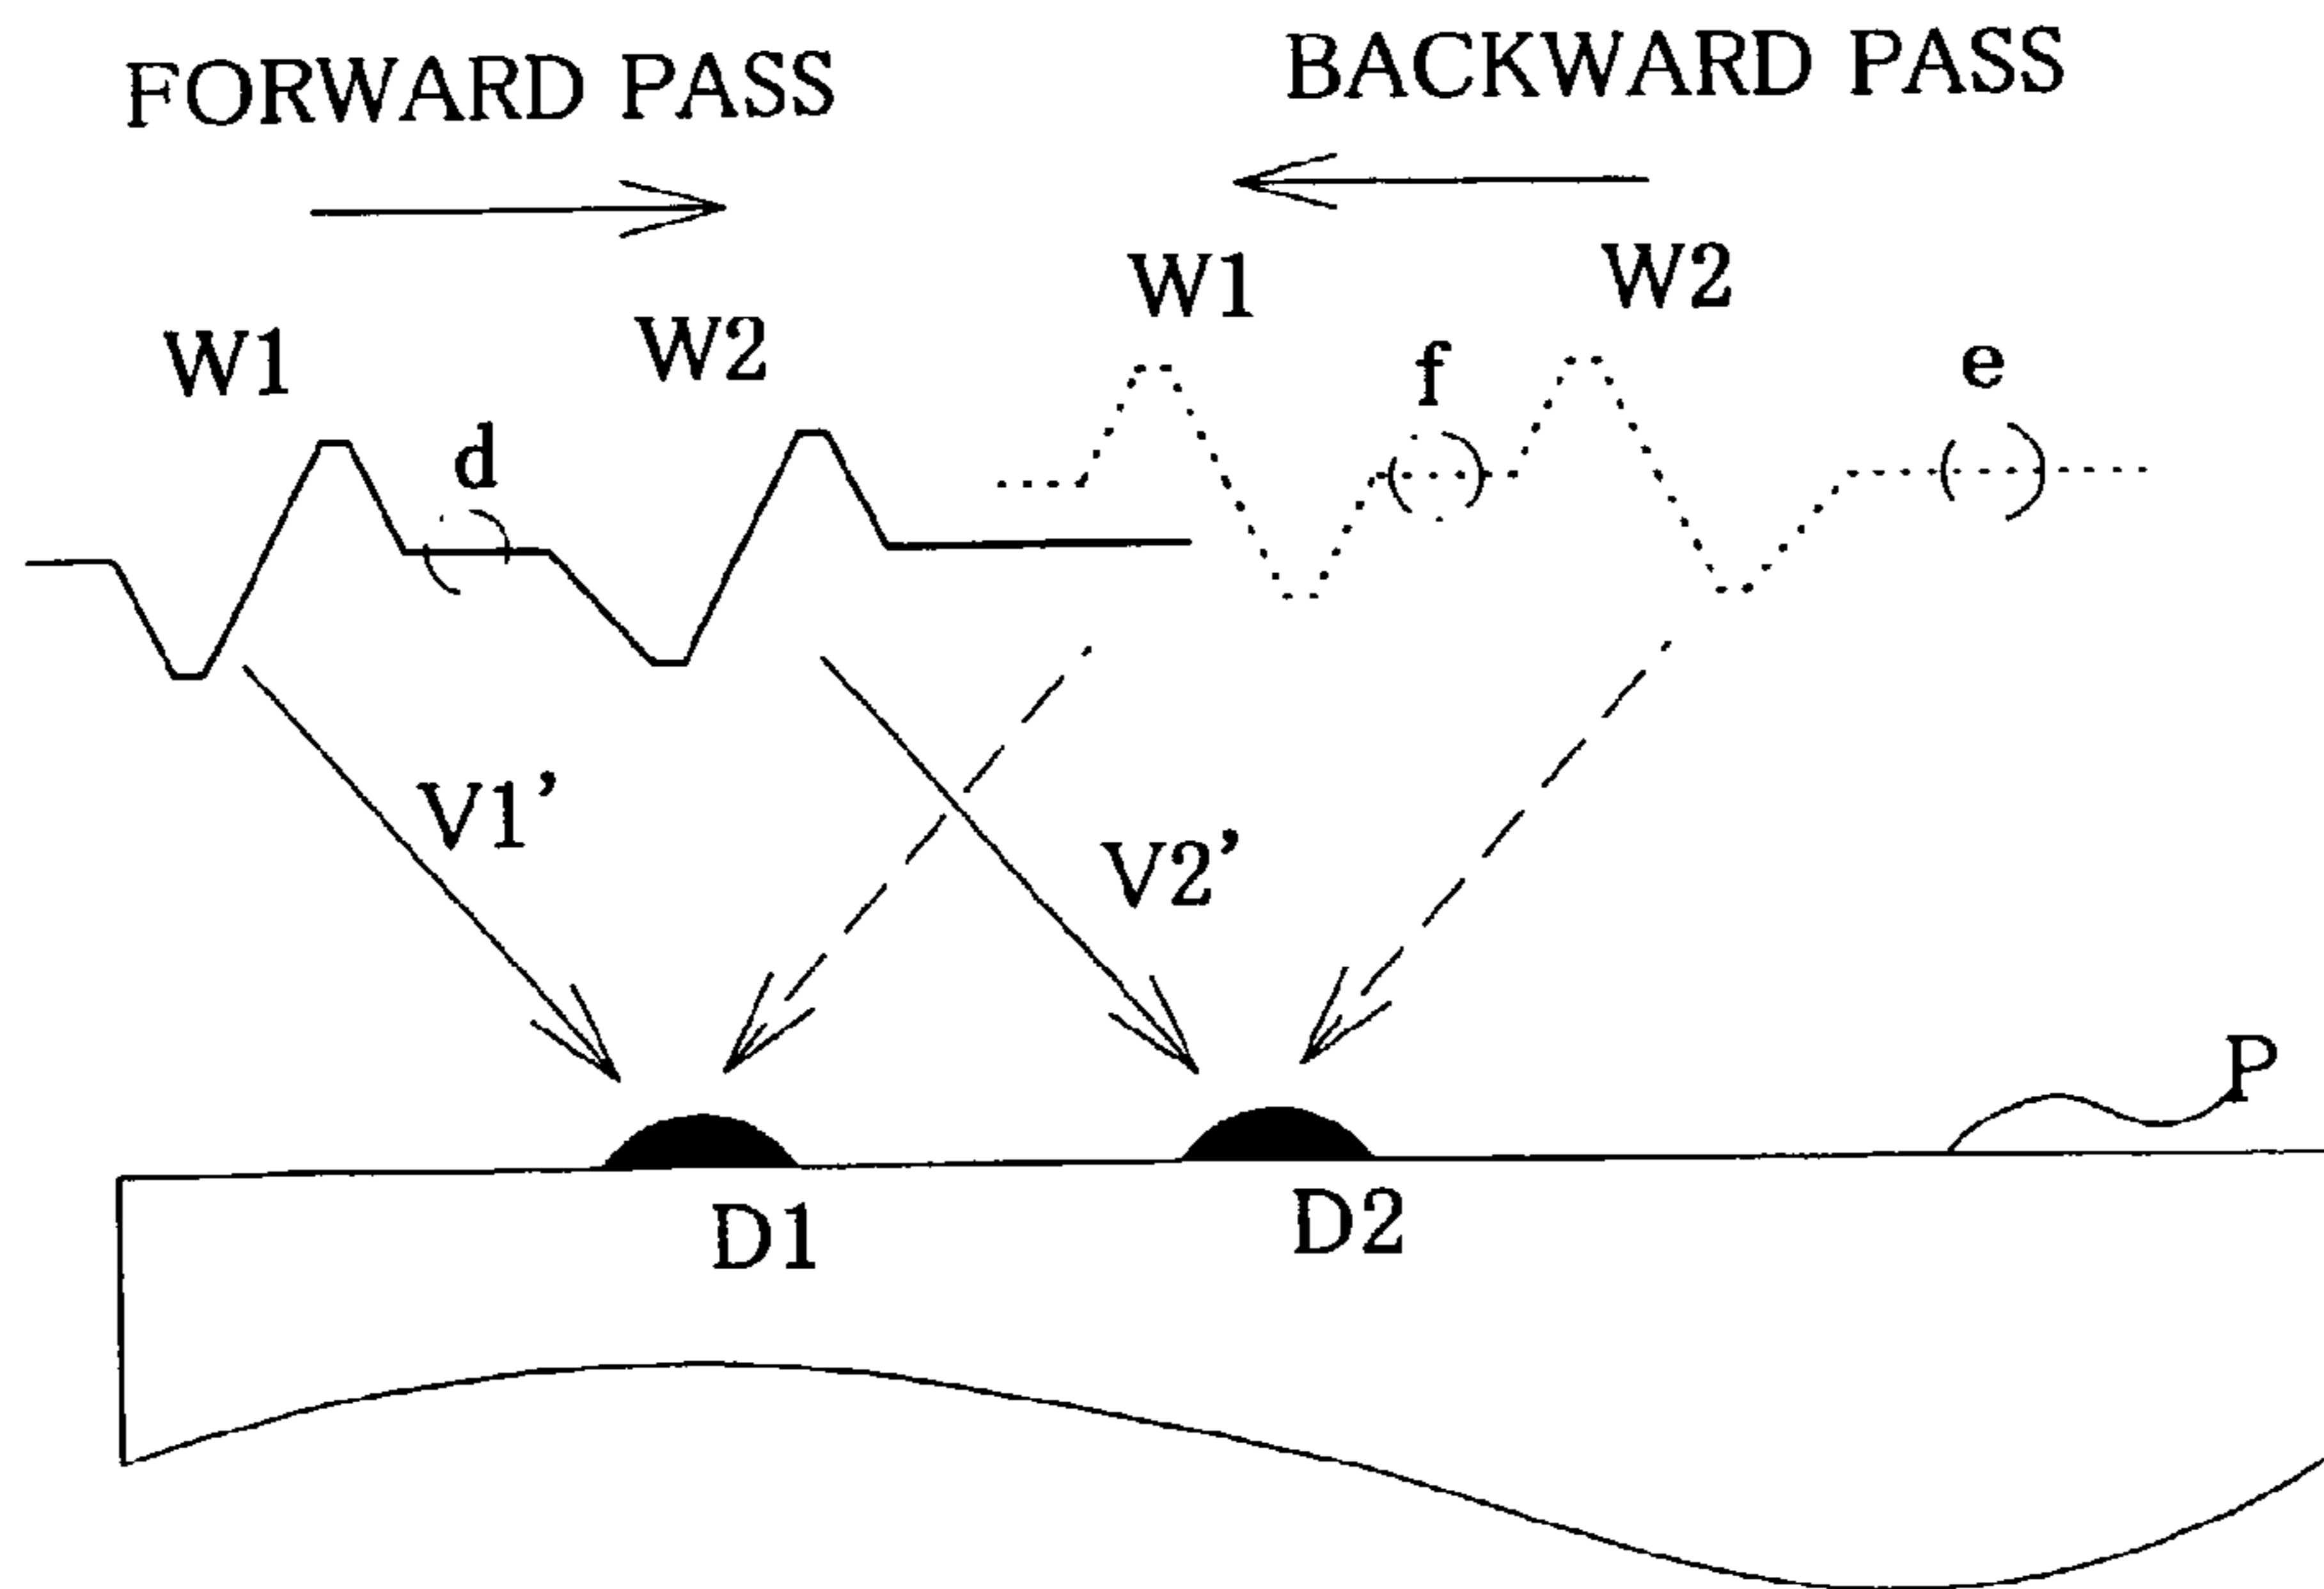 FORWARD PASS
BACKWARD PASS
W1
W2
W1
W2
d
f
e
V1’
V2’
P
D1
D2